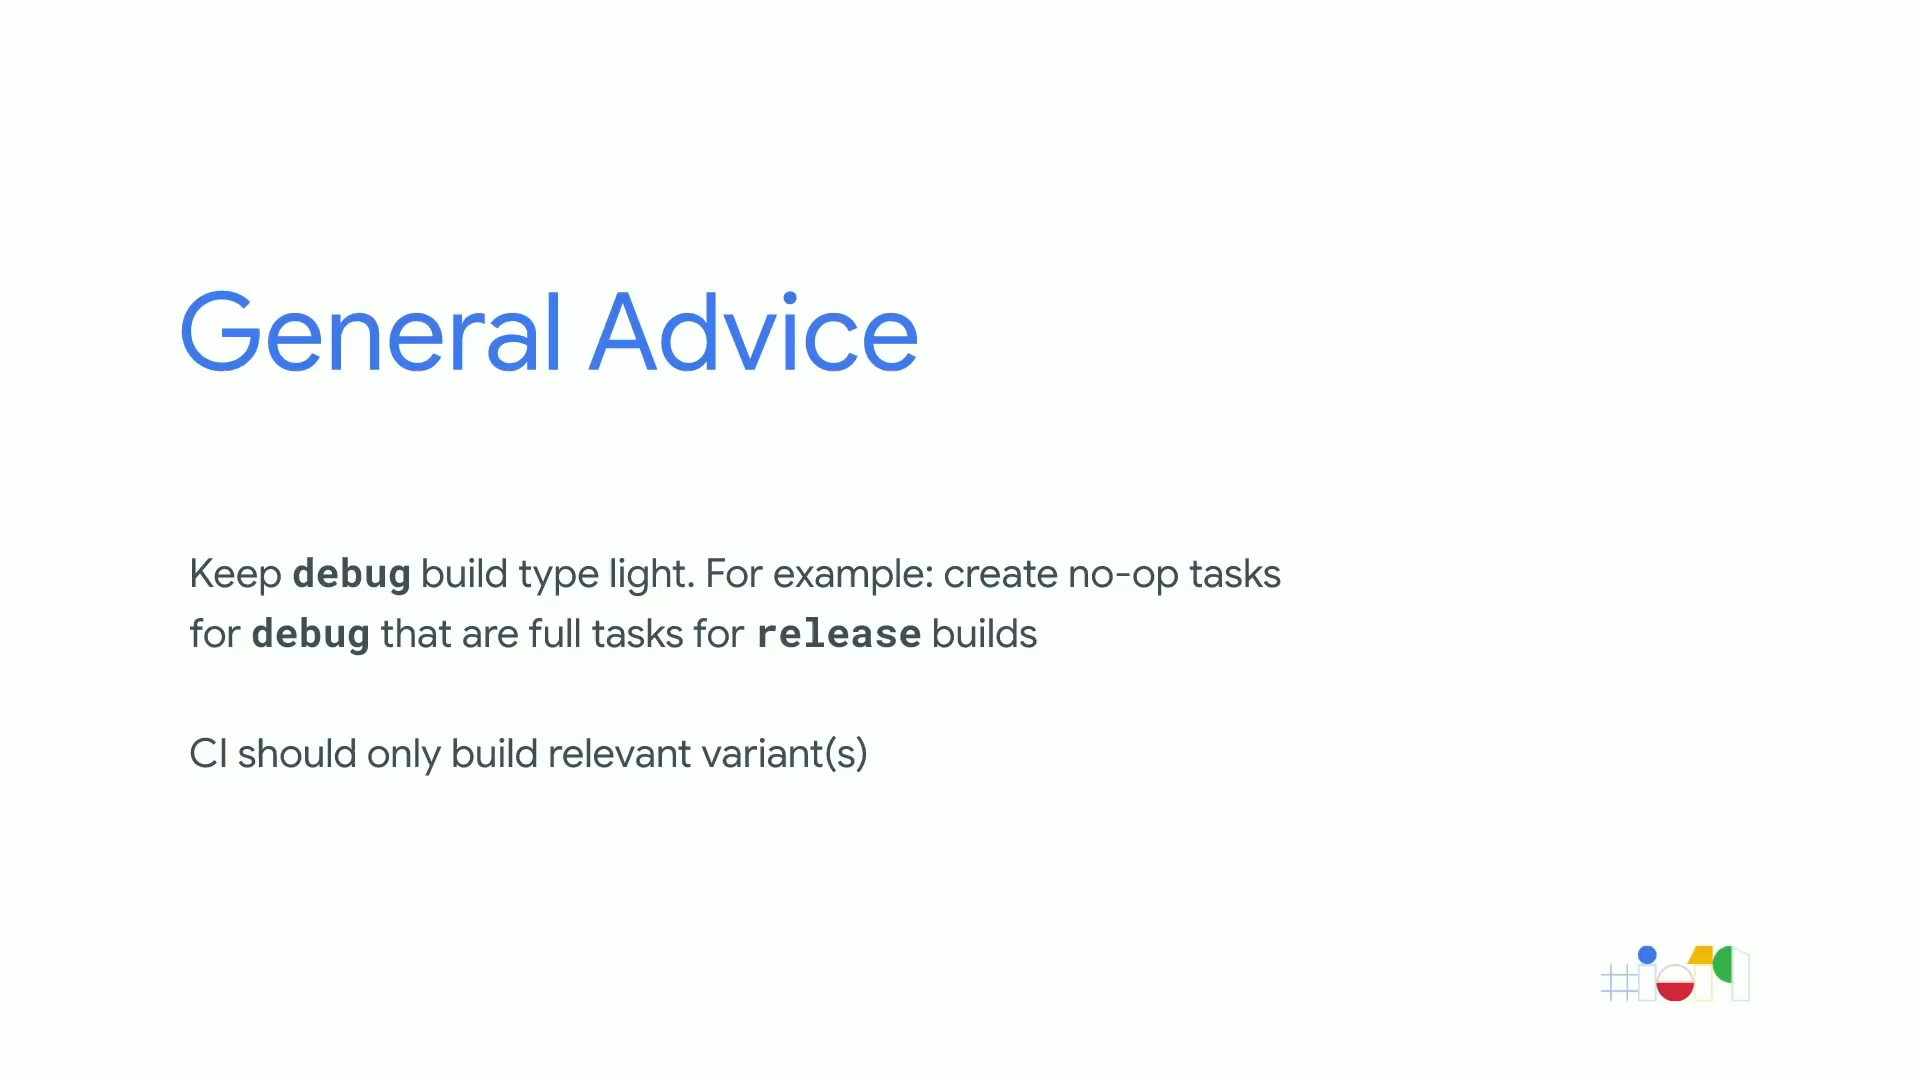 General Advice
Keep debug build type light. For example: create no-op tasks
for debug that are full tasks for release builds
CI should only build relevant variant(s)
#io19